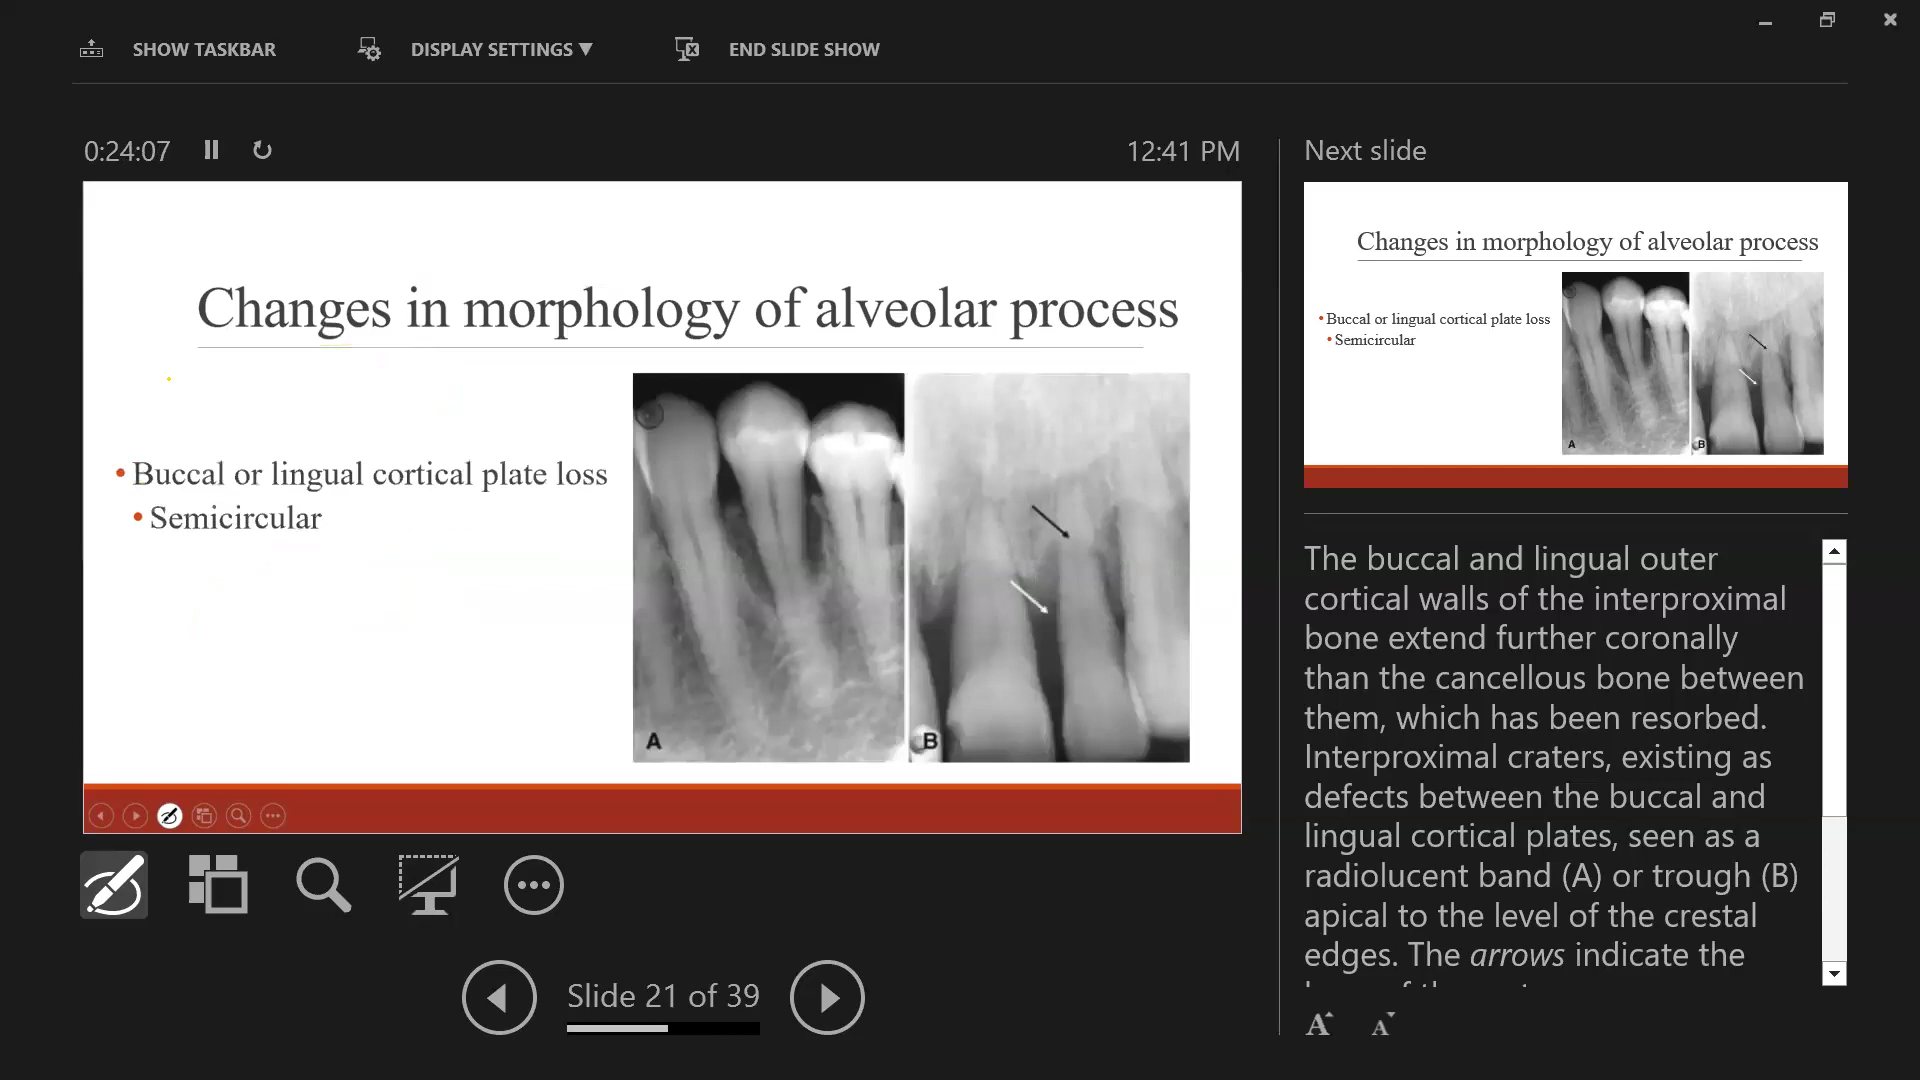 SHOW TASKBAR
DISPLAY SETTINGS ▼
END SLIDE SHOW
0:24:07
12:41 PM
Changes in morphology of alveolar process
• Buccal or lingual cortical plate loss
• Semicircular
A
B
Slide 21 of 39
Next slide
Changes in morphology of alveolar process
• Buccal or lingual cortical plate loss
• Semicircular
A
B
The buccal and lingual outer
cortical walls of the interproximal
bone extend further coronally
than the cancellous bone between
them, which has been resorbed.
Interproximal craters, existing as
defects between the buccal and
lingual cortical plates, seen as a
radiolucent band (A) or trough (B)
apical to the level of the crestal
edges. The arrows indicate the
A
A